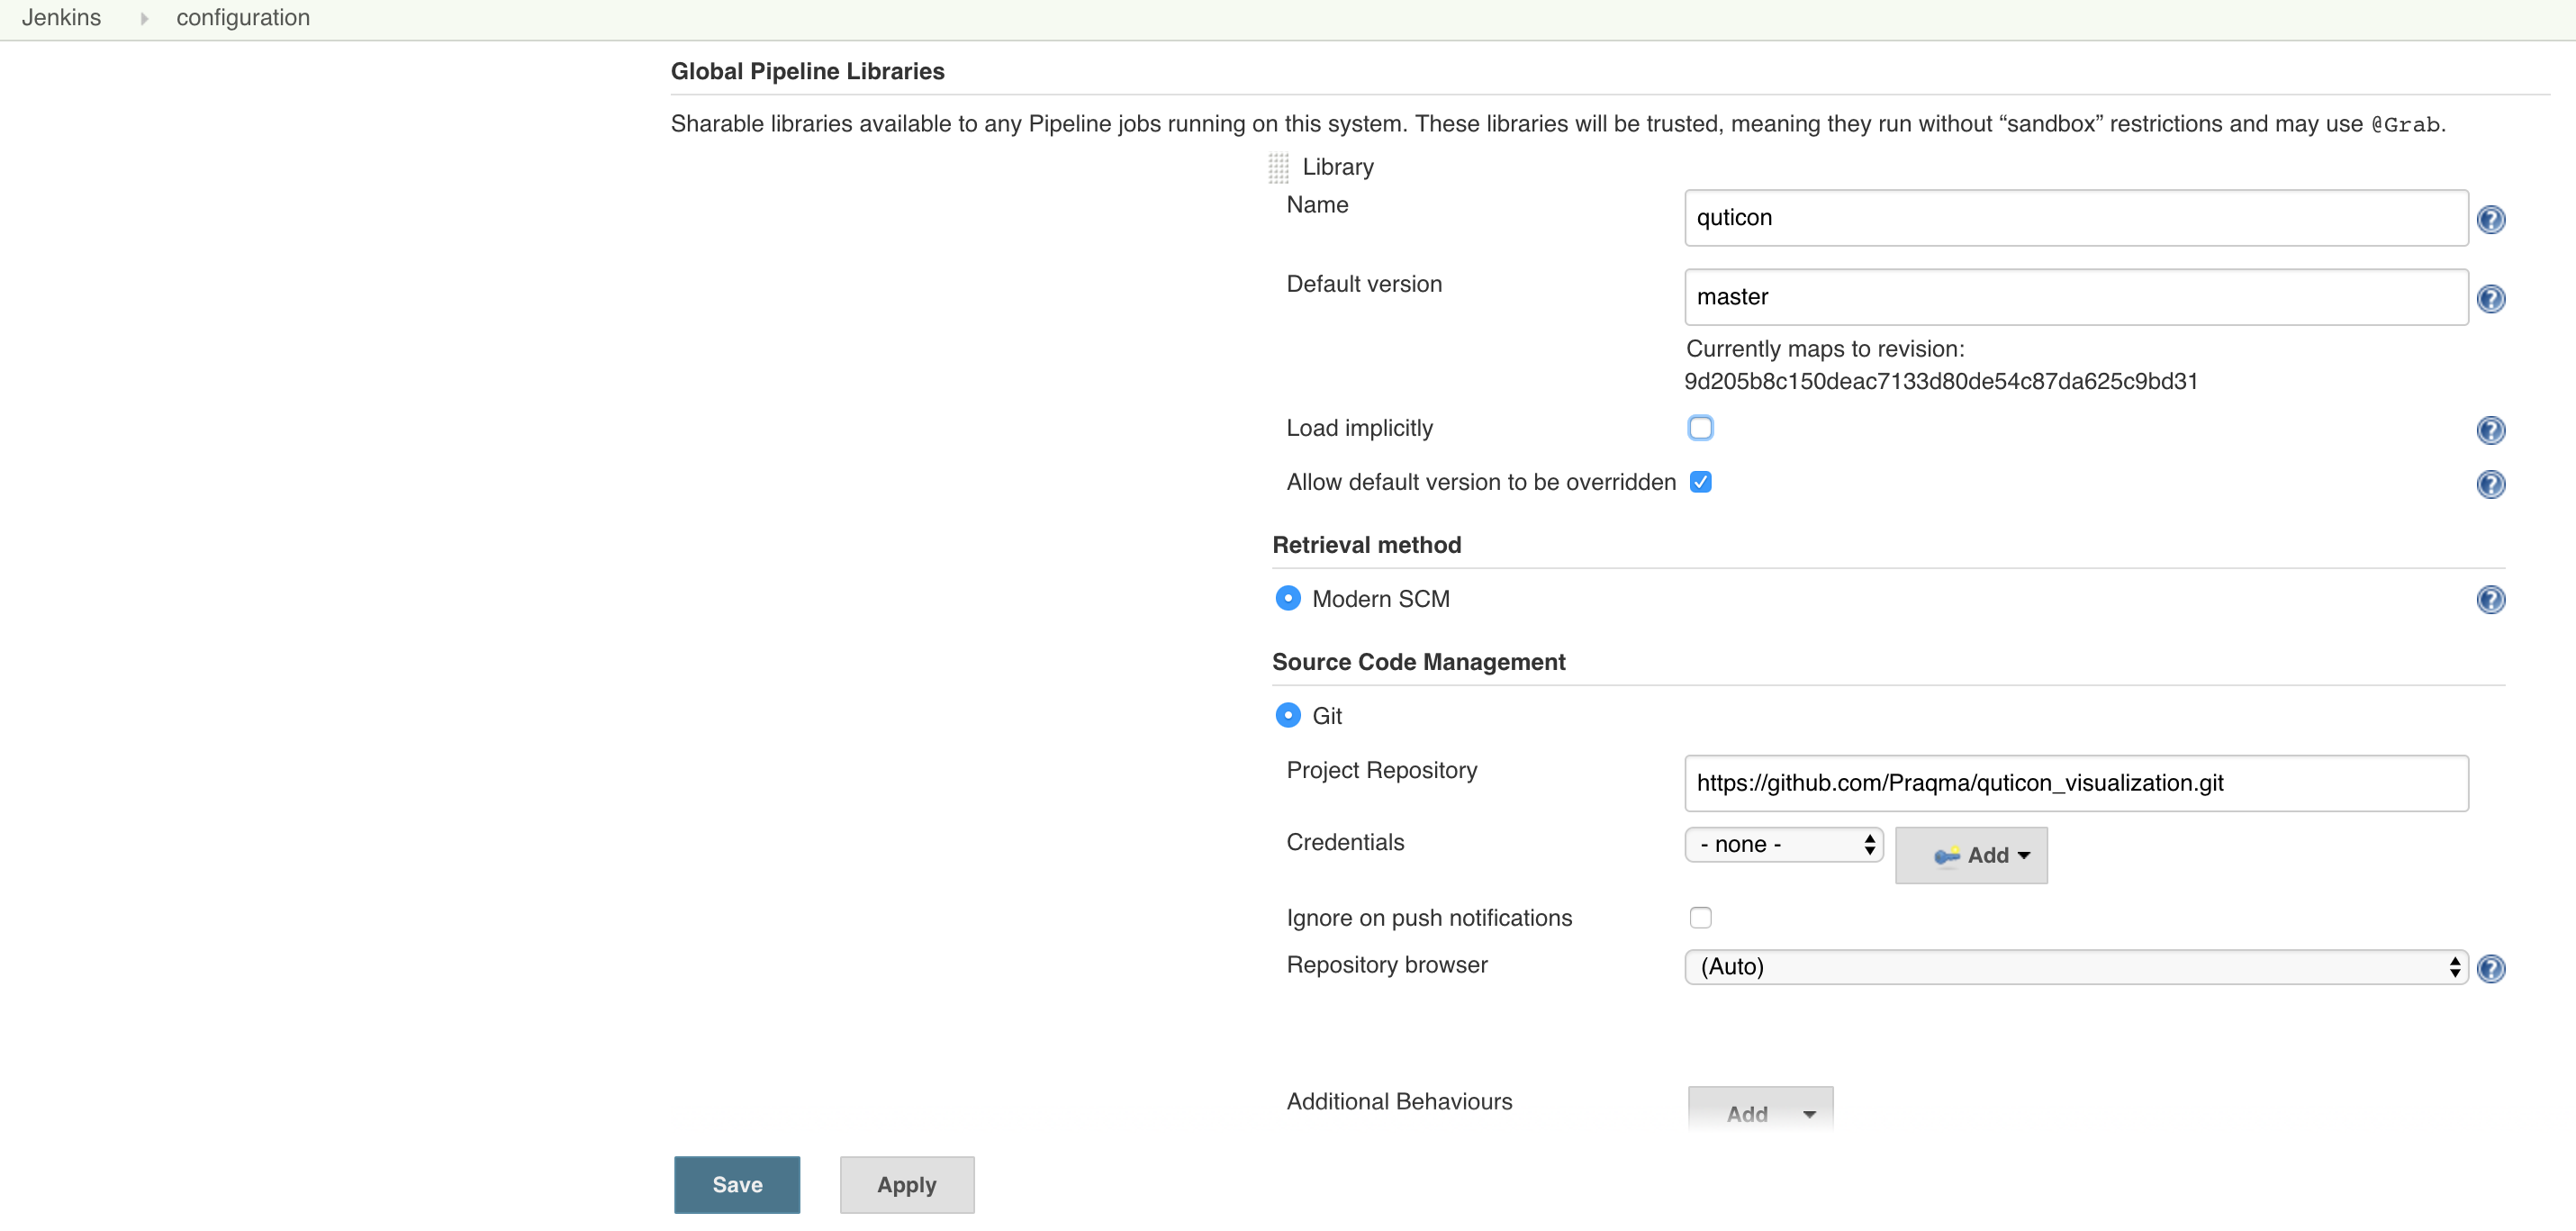 Jenkins configuration
Global Pipeline Libraries
Sharable libraries available to any Pipeline jobs running on this system. These libraries will be trusted, meaning they run without “sandbox” restrictions and may use @Grab.
Library
Name quticon
Default version master
Currently maps to revision:
9d205b8c150deac7133d80de54c87da625c9bd31
Load implicitly
Allow default version to be overridden
Retrieval method
Modern SCM
Source Code Management
Git
Project Repository https://github.com/Praqma/quticon_visualization.git
Credentials - none - Add
Ignore on push notifications
Repository browser (Auto)
Additional Behaviours Add
Save Apply